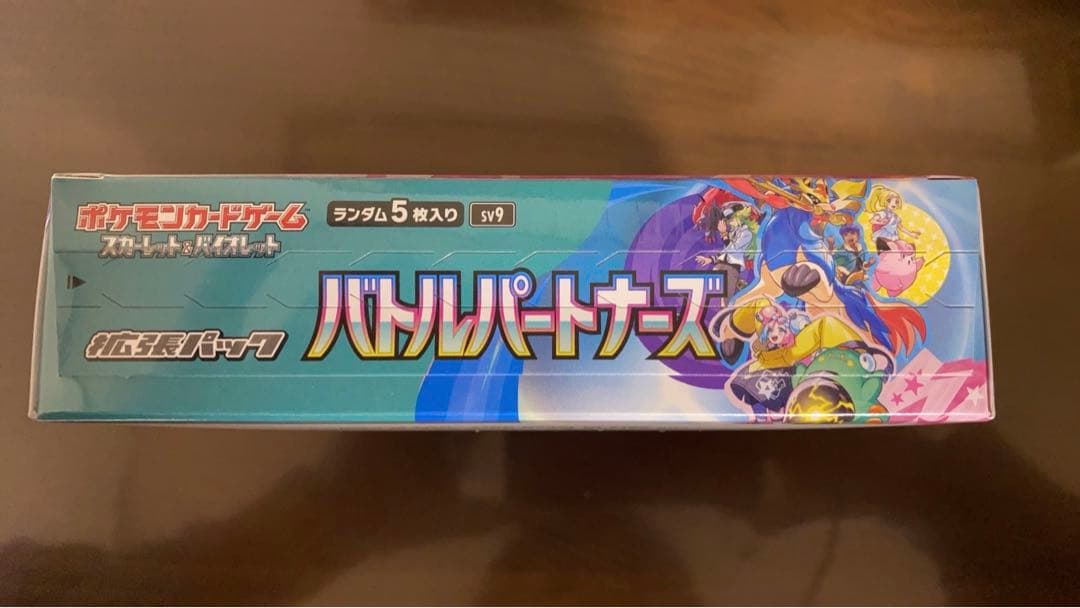 ポケモンカードゲーム
スカーレット&バイオレット
ランダム5枚入り
SV9
拡張パック
バトルパートナーズ